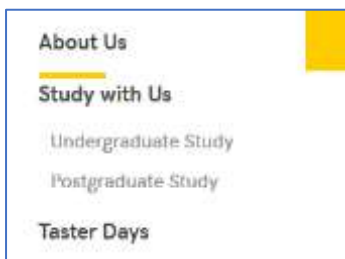 About Us
Study with Us
Undergraduate Study
Postgraduate Study
Taster Days